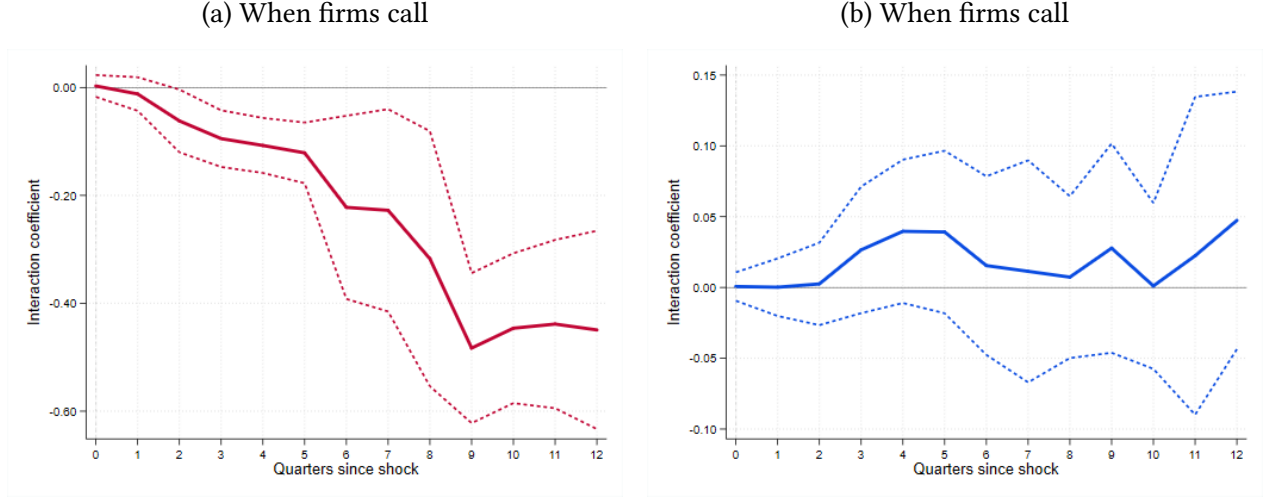 (a) When firms call
0.00
-0.20
-0.40
-0.60
Interaction coefficient
0 1 2 3 4 5 6 7 8 9 10 11 12
Quarters since shock
(b) When firms call
0.15
0.10
0.05
0.00
-0.05
-0.10
Interaction coefficient
0 1 2 3 4 5 6 7 8 9 10 11 12
Quarters since shock